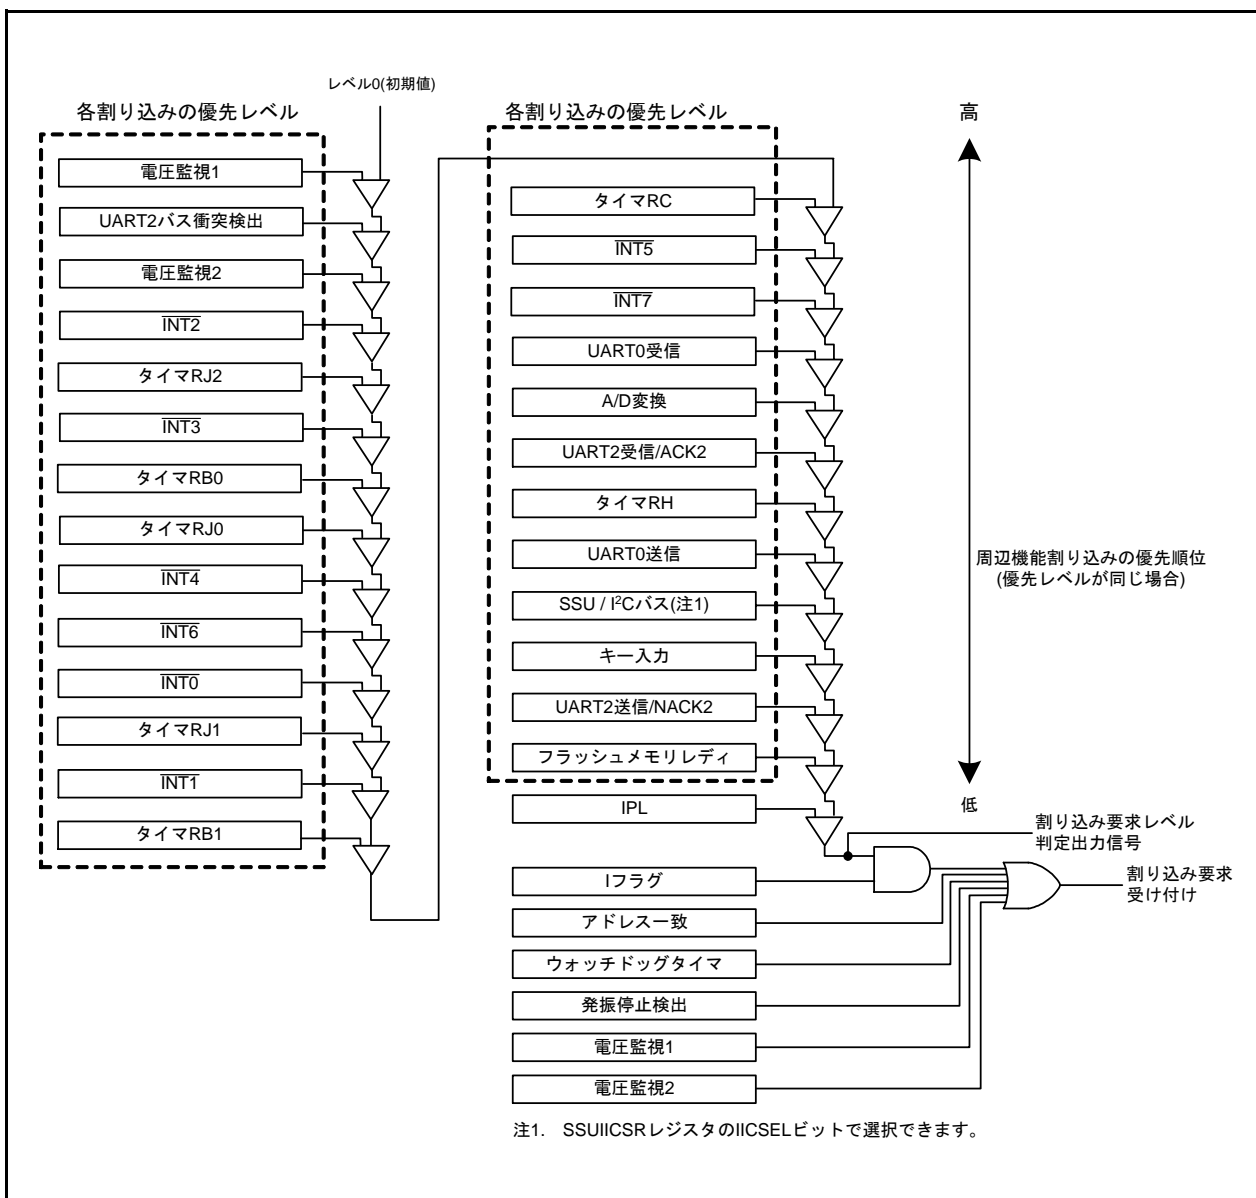 レベル0(初期値)
各割り込みの優先レベル
電圧監視1
UART2バス衝突検出
電圧監視2
INT2
タイマRJ2
INT3
タイマRB0
タイマRJ0
INT4
INT6
INT0
タイマRJ1
INT1
タイマRB1
各割り込みの優先レベル
タイマRC
INT5
INT7
UART0受信
A/D変換
UART2受信/ACK2
タイマRH
UART0送信
SSU / I²Cバス(注1)
キー入力
UART2送信/NACK2
フラッシュメモリレディ
IPL
Iフラグ
アドレス一致
ウォッチドッグタイマ
発振停止検出
電圧監視1
電圧監視2
高
周辺機能割り込みの優先順位
(優先レベルが同じ場合)
低
割り込み要求レベル
判定出力信号
割り込み要求
受け付け
注1. SSUIICSRレジスタのIICSELビットで選択できます。